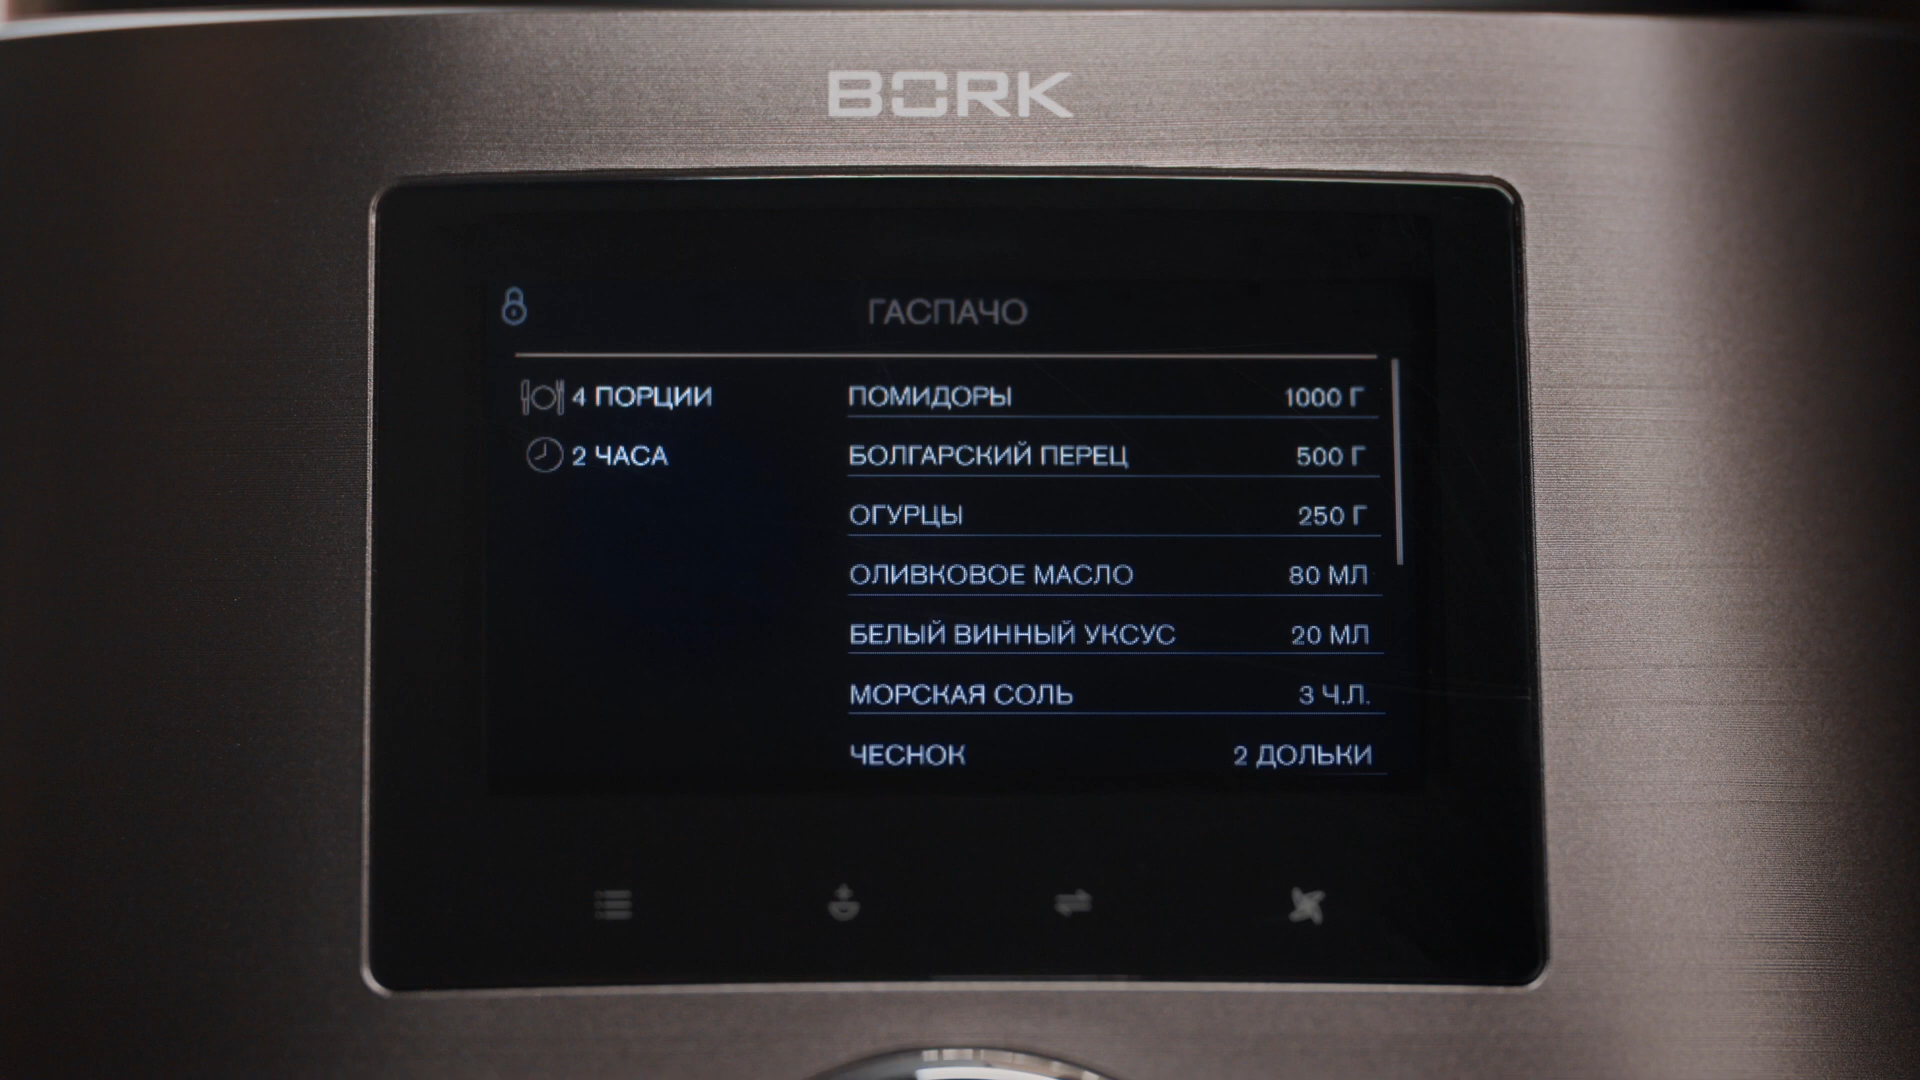 BORK
ГАСПАЧО
4 ПОРЦИИ
2 ЧАСА
ПОМИДОРЫ 1000 Г
БОЛГАРСКИЙ ПЕРЕЦ 500 Г
ОГУРЦЫ 250 Г
ОЛИВКОВОЕ МАСЛО 80 МЛ
БЕЛЫЙ ВИННЫЙ УКСУС 20 МЛ
МОРСКАЯ СОЛЬ 3 Ч.Л.
ЧЕСНОК 2 ДОЛЬКИ